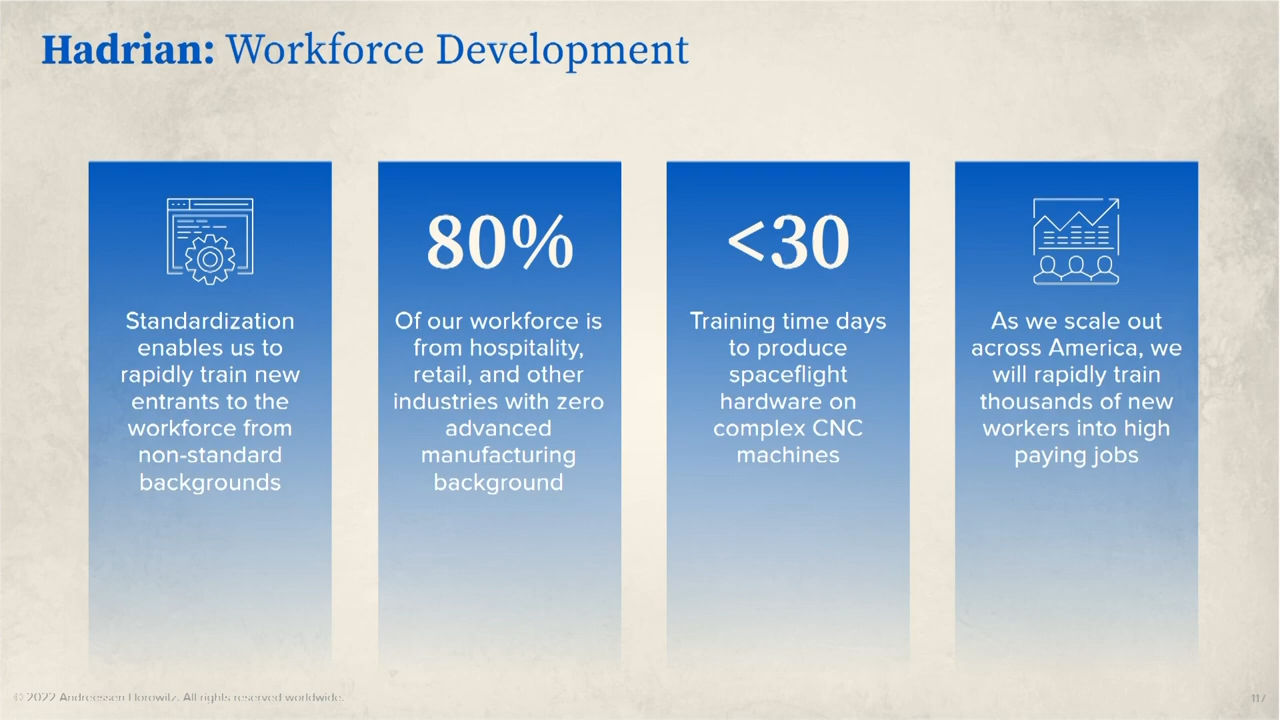 Hadrian: Workforce Development
Standardization
enables us to
rapidly train new
entrants to the
workforce from
non-standard
backgrounds
80%
Of our workforce is
from hospitality,
retail, and other
industries with zero
advanced
manufacturing
background
<30
Training time days
to produce
spaceflight
hardware on
complex CNC
machines
As we scale out
across America, we
will rapidly train
thousands of new
workers into high
paying jobs
© 2022 Andreessen Horowitz. All rights reserved worldwide.
117